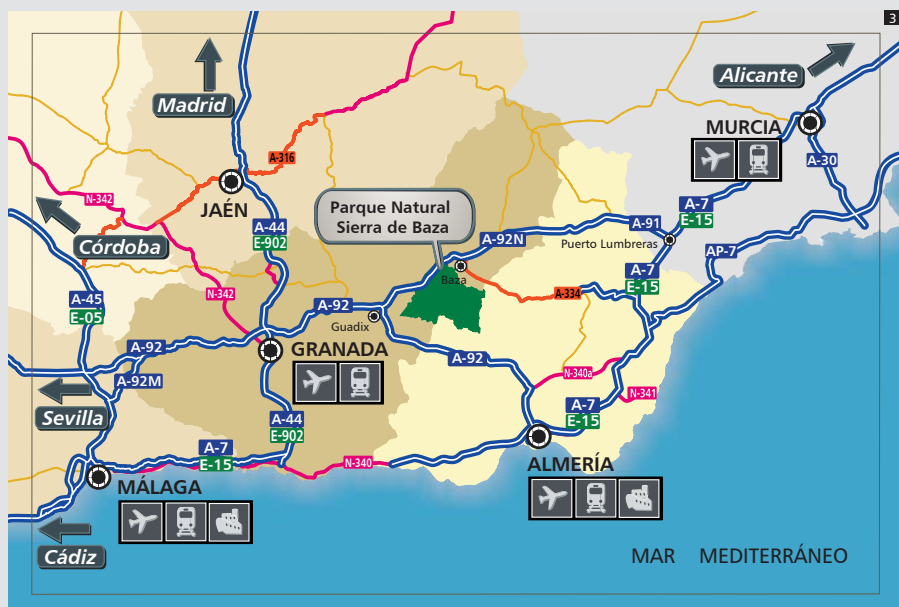 3
Alicante
Madrid
MURCIA
A-316
A-30
JAÉN
N-342
Parque Natural
Sierra de Baza
A-7
E-15
A-44
E-902
A-91
Córdoba
A-92N
Puerto Lumbreras
AP-7
Baza
A-7
E-15
N-342
A-334
A-45
E-05
A-92
Guadix
A-92
GRANADA
A-92
A-92M
N-340a
N-341
Sevilla
A-7
E-15
A-44
E-902
A-7
E-15
N-340
ALMERÍA
MÁLAGA
Cádiz
MAR MEDITERRÁNEO